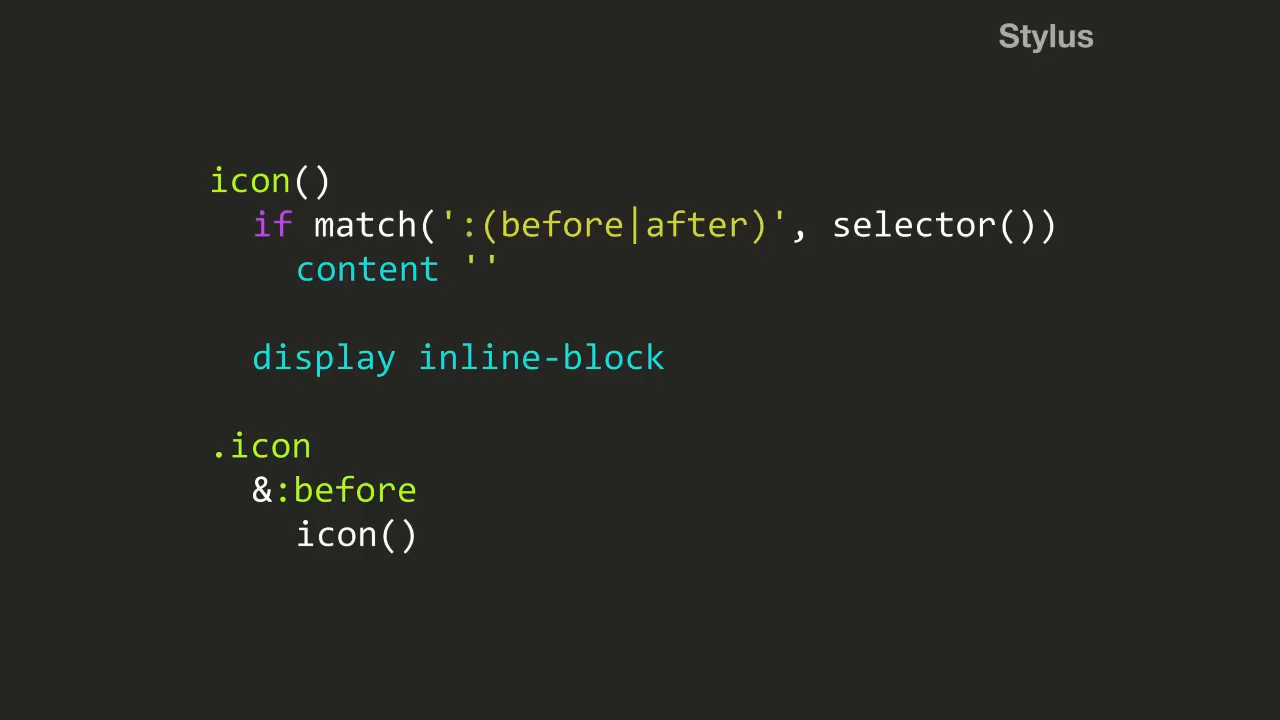 Stylus
icon()
if match(':(before|after)', selector())
content ''
display inline-block
.icon
&:before
icon()